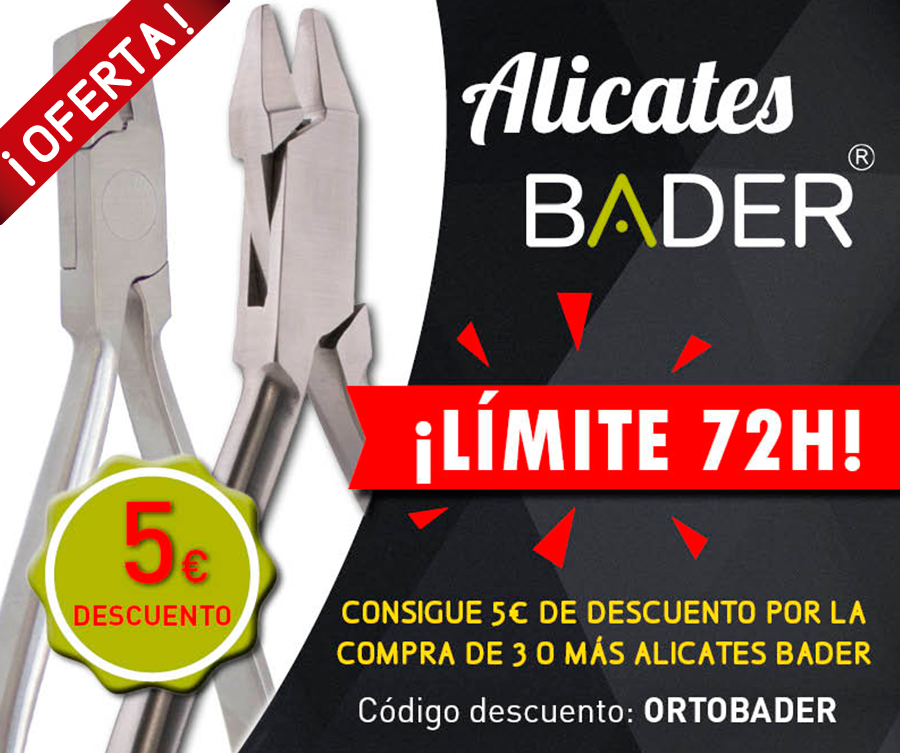 ¡OFERTA!
Alicates
BADER®
¡LÍMITE 72H!
5€
DESCUENTO
CONSIGUE 5€ DE DESCUENTO POR LA
COMPRA DE 3 O MÁS ALICATES BADER
Código descuento: ORTOBADER